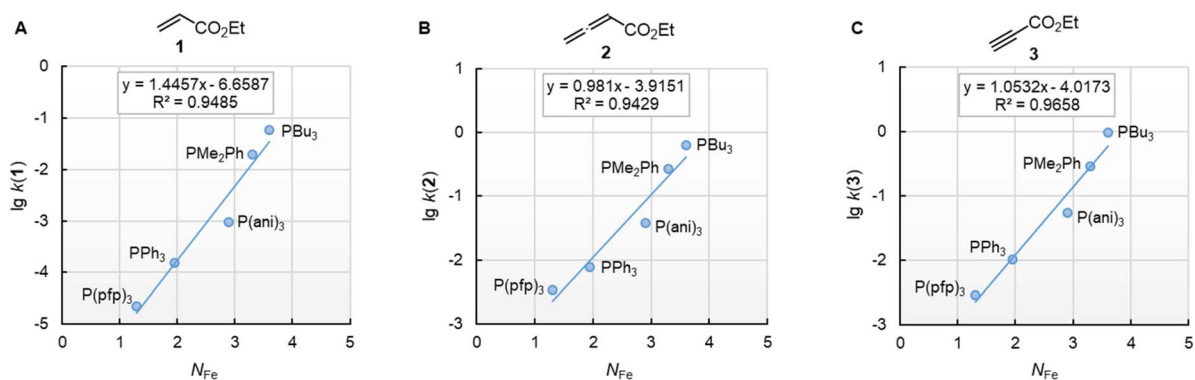 A
CO₂Et
1
y = 1.4457x - 6.6587
R² = 0.9485
0
-1
-2
-3
-4
-5
lg k(1)
PBu₃
PMe₂Ph
P(ani)₃
PPh₃
P(pfp)₃
0 1 2 3 4 5
N_Fe
B
CO₂Et
2
y = 0.981x - 3.9151
R² = 0.9429
1
0
-1
-2
-3
lg k(2)
PBu₃
PMe₂Ph
P(ani)₃
PPh₃
P(pfp)₃
0 1 2 3 4 5
N_Fe
C
CO₂Et
3
y = 1.0532x - 4.0173
R² = 0.9658
1
0
-1
-2
-3
lg k(3)
PBu₃
PMe₂Ph
P(ani)₃
PPh₃
P(pfp)₃
0 1 2 3 4 5
N_Fe